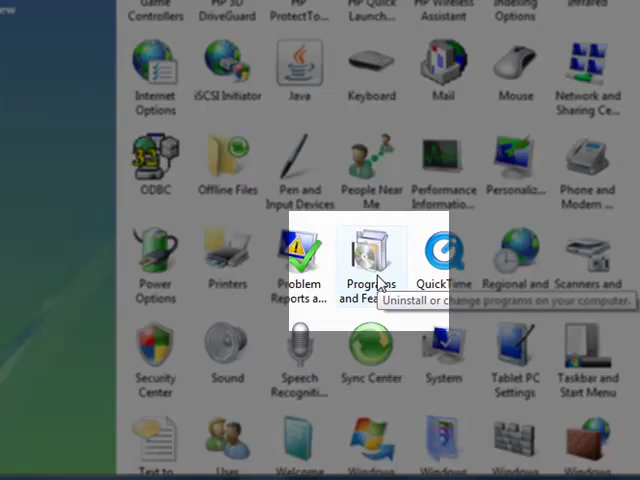 ew
Game
Controllers
HP 3D
DriveGuard
HP
ProtectTo...
HP Quick
Launch...
HP Wireless
Assistant
Indexing
Options
Infrared
Internet
Options
iSCSI Initiator
Java
Keyboard
Mail
Mouse
Network and
Sharing Ce...
32
ODBC
Offline Files
Pen and
Input Devices
People Near
Me
Performance
Informatio...
Personaliz...
Phone and
Modem ...
Power
Options
Printers
Problem
Reports a...
Programs
and Fea
QuickTime
Regional and
Scanners and
Uninstall or change programs on your computer.
Security
Center
Sound
Speech
Recogniti...
Sync Center
System
Tablet PC
Settings
Taskbar and
Start Menu
Text to
User
Welcome
Windows
Windows
Windows
Windows